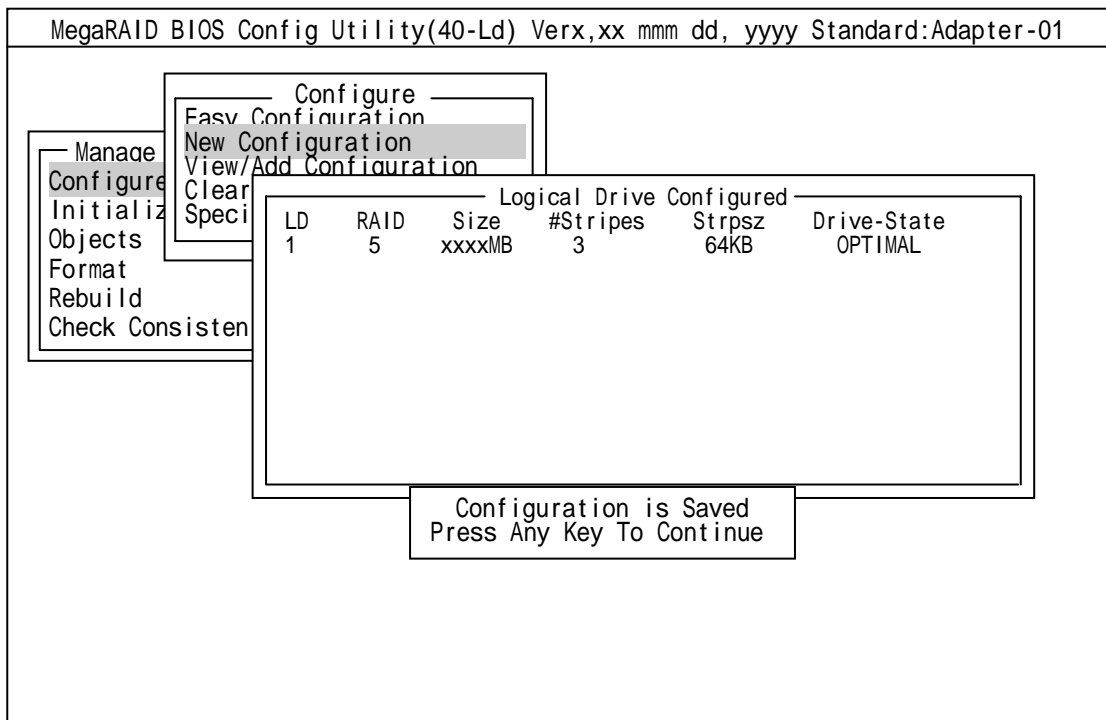 MegaRAID BIOS Config Utility(40-Ld) Verx,xx mmm dd, yyyy Standard:Adapter-01
Configure
Easy Configuration
New Configuration
View/Add Configuration
Clear
Speci
Manage
Configure
Initializ
Objects
Format
Rebuild
Check Consisten
Logical Drive Configured
LD RAID Size #Stripes Strpsz Drive-State
1 5 xxxxMB 3 64KB OPTIMAL
Configuration is Saved
Press Any Key To Continue